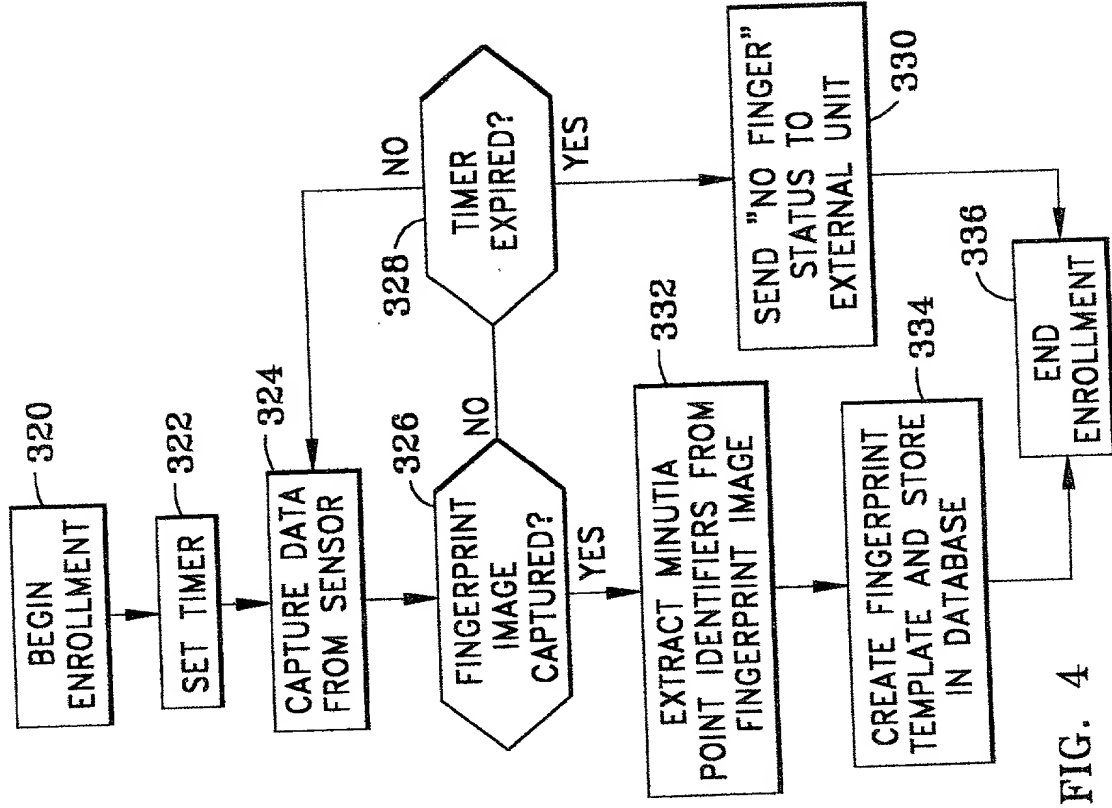 320
BEGIN
ENROLLMENT
322
SET TIMER
324
CAPTURE DATA
FROM SENSOR
326
FINGERPRINT
IMAGE
CAPTURED?
NO
YES
328
TIMER
EXPIRED?
NO
YES
330
SEND "NO FINGER"
STATUS TO
EXTERNAL UNIT
332
EXTRACT MINUTIA
POINT IDENTIFIERS FROM
FINGERPRINT IMAGE
334
CREATE FINGERPRINT
TEMPLATE AND STORE
IN DATABASE
336
END
ENROLLMENT
FIG. 4